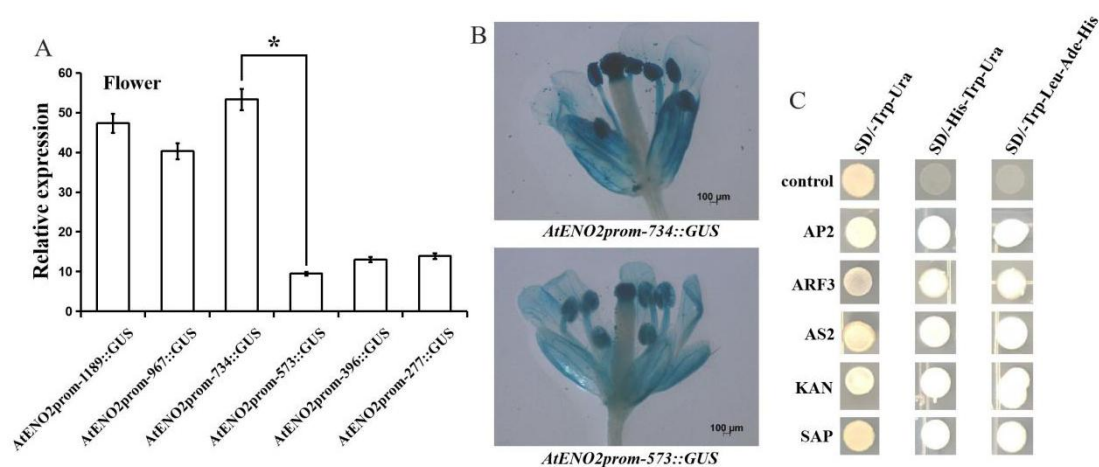 A
Flower
*
Relative expression
60
50
40
30
20
10
0
AtENO2prom-1189::GUS
AtENO2prom-967::GUS
AtENO2prom-734::GUS
AtENO2prom-573::GUS
AtENO2prom-396::GUS
AtENO2prom-277::GUS
B
100 μm
AtENO2prom-734::GUS
100 μm
AtENO2prom-573::GUS
C
SD/-Trp-Ura
SD/-His-Trp-Ura
SD/-Trp-Leu-Ade-His
control
AP2
ARF3
AS2
KAN
SAP